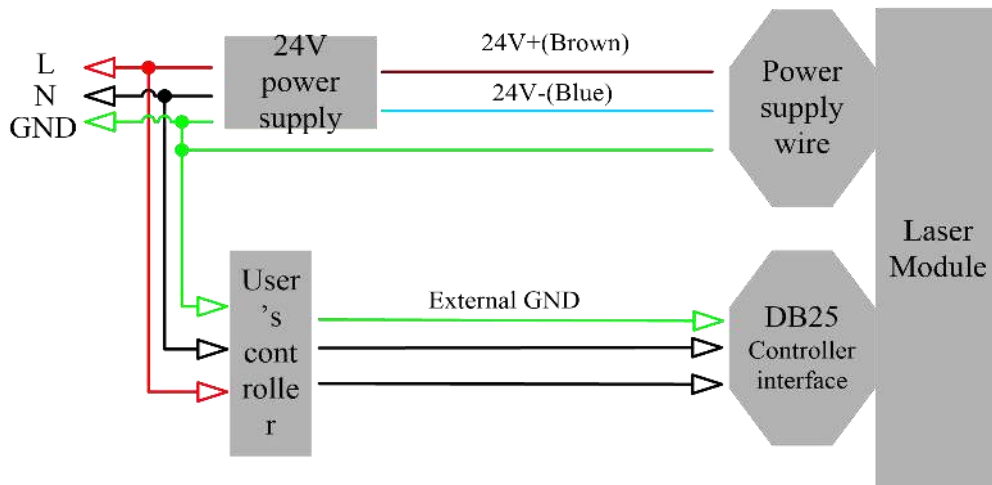 L
N
GND
24V
power
supply
24V+(Brown)
24V-(Blue)
Power
supply
wire
Laser
Module
User
’s
cont
rolle
r
External GND
DB25
Controller
interface